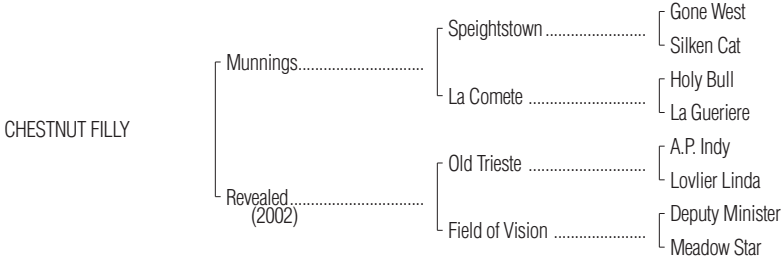 Gone West
Speightstown ........................
Silken Cat
Munnings..............................
Holy Bull
La Comete ............................
La Gueriere
CHESTNUT FILLY
A.P. Indy
Old Trieste ............................
Lovlier Linda
Revealed................................
(2002)
Deputy Minister
Field of Vision ......................
Meadow Star